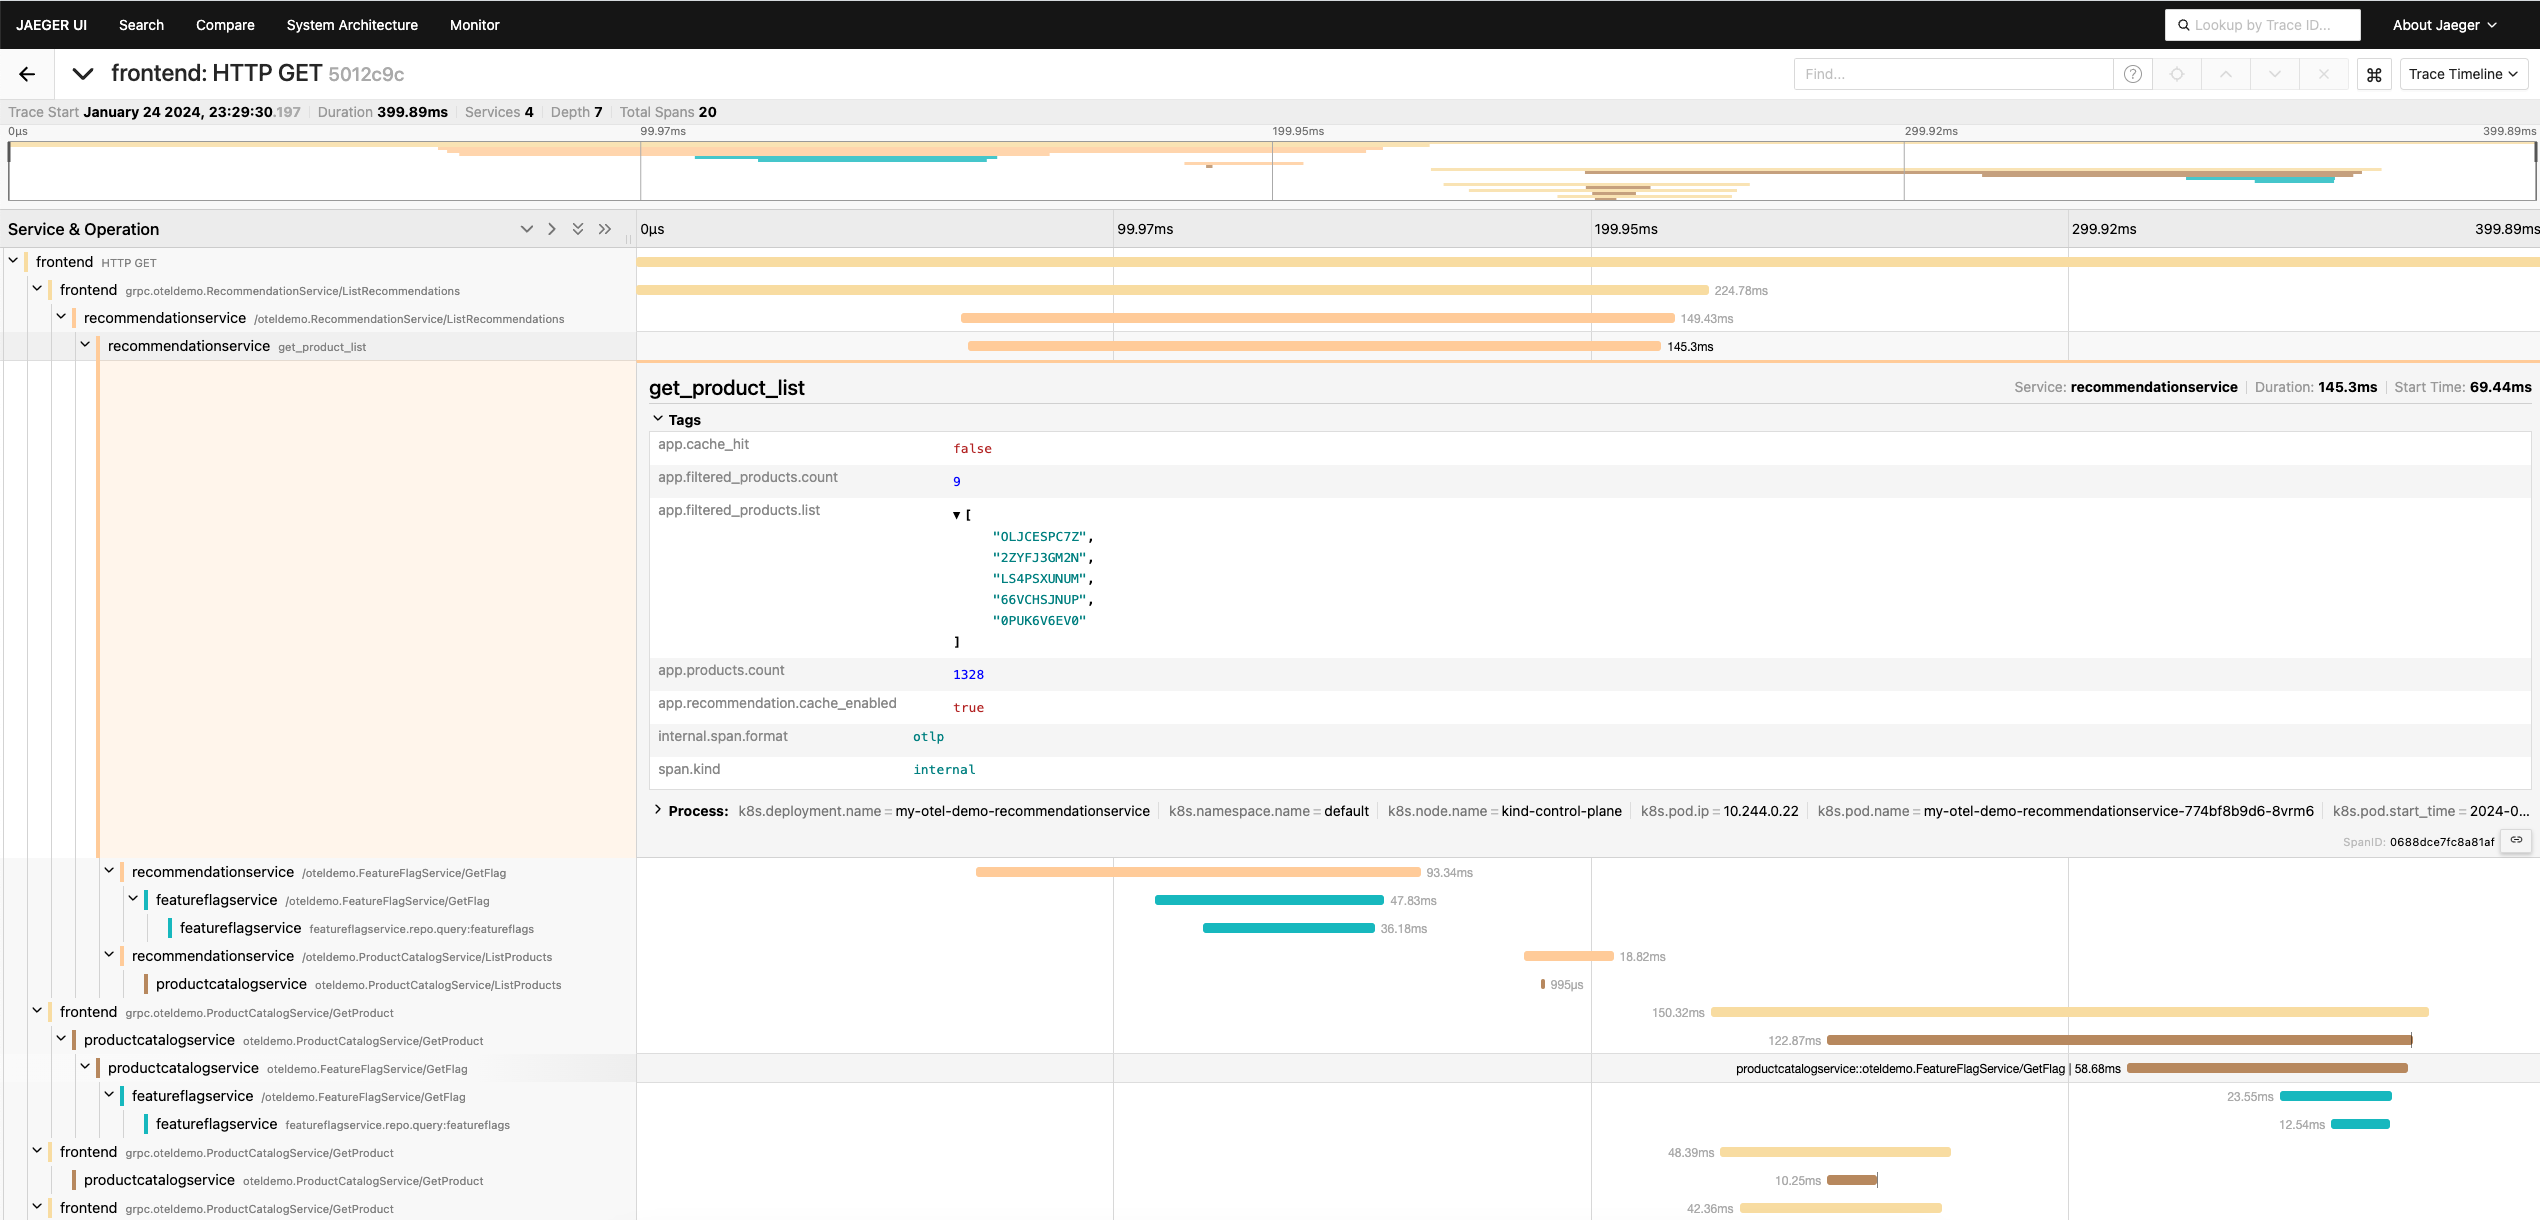 JAEGER UI Search Compare System Architecture Monitor Lookup by Trace ID... About Jaeger
frontend: HTTP GET 5012c9c Find... Trace Timeline
Trace Start January 24 2024, 23:29:30.197 Duration 399.89ms Services 4 Depth 7 Total Spans 20
0μs 99.97ms 199.95ms 299.92ms 399.89ms
Service & Operation 0μs 99.97ms 199.95ms 299.92ms 399.89ms
frontend HTTP GET
frontend grpc.oteldemo.RecommendationService/ListRecommendations 224.78ms
recommendationservice /oteldemo.RecommendationService/ListRecommendations 149.43ms
recommendationservice get_product_list 145.3ms
get_product_list Service: recommendationservice Duration: 145.3ms Start Time: 69.44ms
Tags
app.cache_hit false
app.filtered_products.count 9
app.filtered_products.list [
"OLJCESPC7Z",
"2ZYFJ3GM2N",
"LS4PSXUNUM",
"66VCHSJNUP",
"0PUK6V6EV0"
]
app.products.count 1328
app.recommendation.cache_enabled true
internal.span.format otlp
span.kind internal
Process: k8s.deployment.name = my-otel-demo-recommendationservice k8s.namespace.name = default k8s.node.name = kind-control-plane k8s.pod.ip = 10.244.0.22 k8s.pod.name = my-otel-demo-recommendationservice-774bf8b9d6-8vrm6 k8s.pod.start_time = 2024-0...
SpanID: 0688dce7fc8a81af
recommendationservice /oteldemo.FeatureFlagService/GetFlag 93.34ms
featureflagservice /oteldemo.FeatureFlagService/GetFlag 47.83ms
featureflagservice featureflagservice.repo.query:featureflags 36.18ms
recommendationservice /oteldemo.ProductCatalogService/ListProducts 18.82ms
productcatalogservice oteldemo.ProductCatalogService/ListProducts 995μs
frontend grpc.oteldemo.ProductCatalogService/GetProduct 150.32ms
productcatalogservice oteldemo.ProductCatalogService/GetProduct 122.87ms
productcatalogservice oteldemo.FeatureFlagService/GetFlag productcatalogservice::oteldemo.FeatureFlagService/GetFlag | 58.68ms
featureflagservice /oteldemo.FeatureFlagService/GetFlag 23.55ms
featureflagservice featureflagservice.repo.query:featureflags 12.54ms
frontend grpc.oteldemo.ProductCatalogService/GetProduct 48.39ms
productcatalogservice oteldemo.ProductCatalogService/GetProduct 10.25ms
frontend grpc.oteldemo.ProductCatalogService/GetProduct 42.36ms